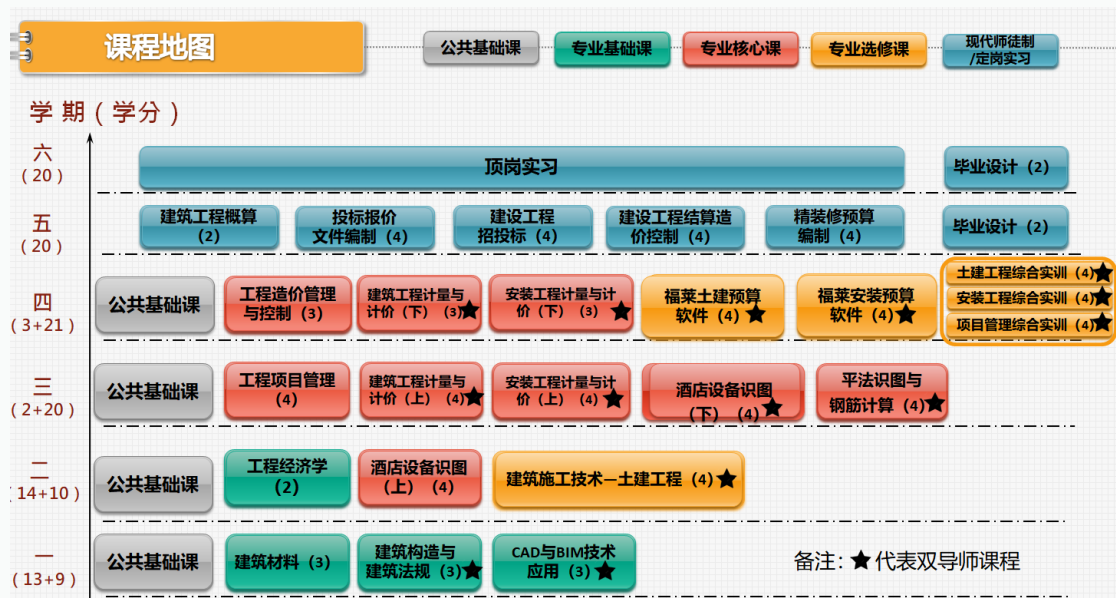 课程地图
公共基础课
专业基础课
专业核心课
专业选修课
现代师徒制
/定岗实习
学 期（学分）
六
（20）
顶岗实习
毕业设计（2）
五
（20）
建筑工程概算
（2）
投标报价
文件编制（4）
建设工程
招投标（4）
建设工程结算造
价控制（4）
精装修预算
编制（4）
毕业设计（2）
四
（3+21）
公共基础课
工程造价管理
与控制（3）
建筑工程计量与
计价（下）（3）★
安装工程计量与计
价（下）（3）★
福莱土建预算
软件（4）★
福莱安装预算
软件（4）★
土建工程综合实训（4）★
安装工程综合实训（4）★
项目管理综合实训（4）★
三
（2+20）
公共基础课
工程项目管理
（4）
建筑工程计量与
计价（上）（4）★
安装工程计量与计
价（上）（4）★
酒店设备识图
（下）（4）★
平法识图与
钢筋计算（4）★
二
（14+10）
公共基础课
工程经济学
（2）
酒店设备识图
（上）（4）
建筑施工技术—土建工程（4）★
一
（13+9）
公共基础课
建筑材料（3）
建筑构造与
建筑法规（3）★
CAD与BIM技术
应用（3）★
备注：★代表双导师课程